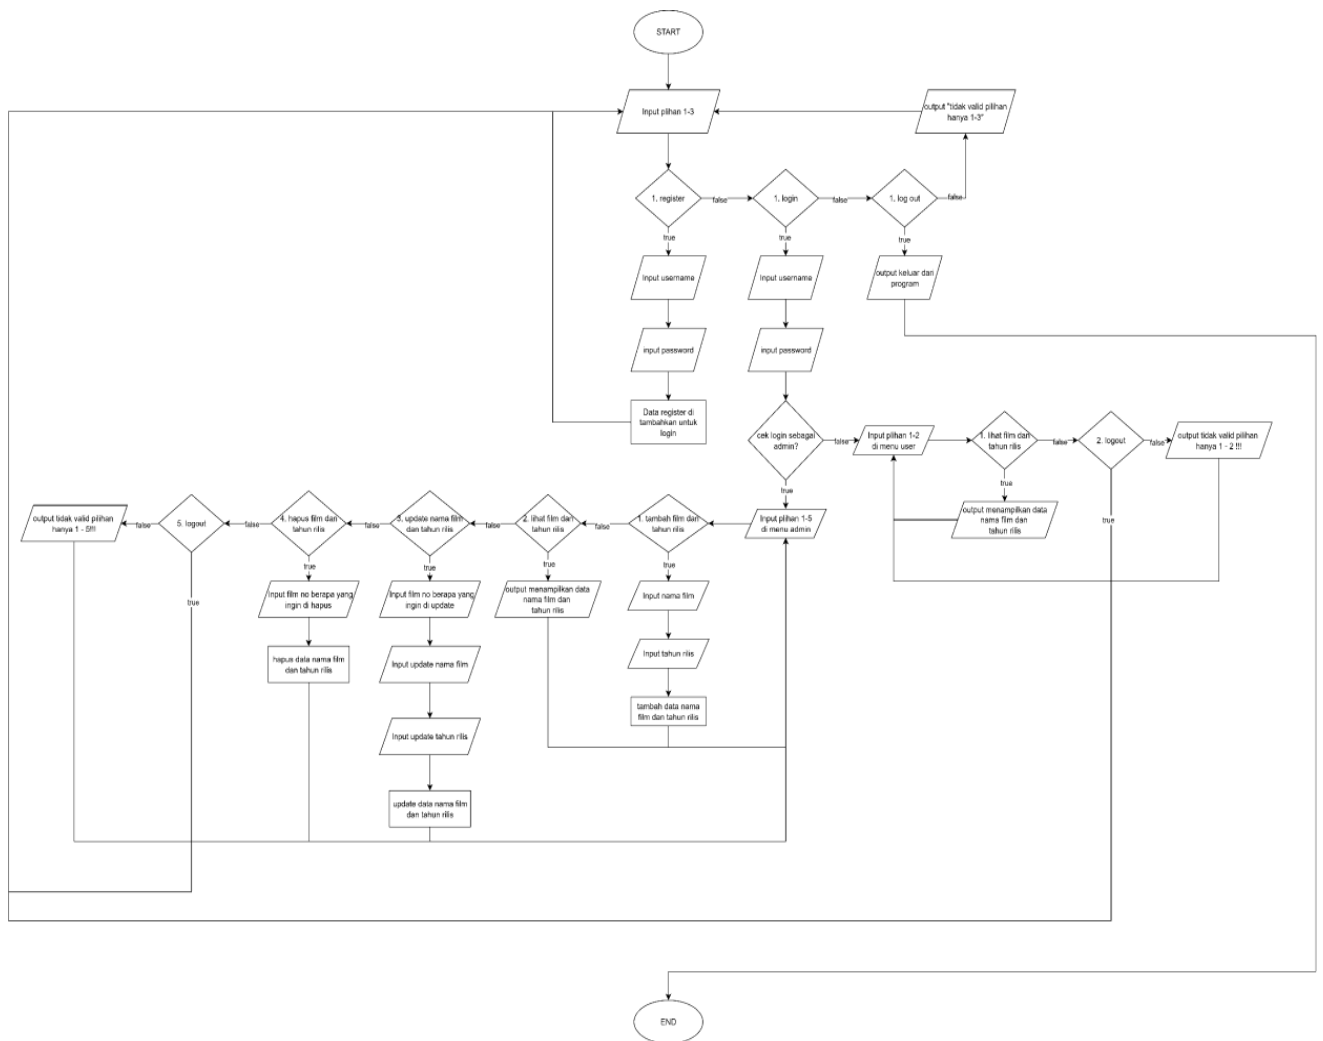 START
Input plihan 1-3
output "tidak valid pilihan
hanya 1-3"
1. register
false
1. login
false
1. log out
false
true
true
true
Input username
Input username
output keluar dari
program
input password
input password
Data register di
tambahkan untuk
login
cek login sebagai
admin?
false
Input plihan 1-2
di menu user
1. lihat film dan
tahun rilis
false
2. logout
false
output tidak valid pilihan
hanya 1 - 2 !!!
true
true
output menampilkan data
nama film dan
tahun rilis
true
output tidak valid pilihan
hanya 1 - 5!!!
false
5. logout
false
4. hapus film dan
tahun rilis
false
3. update nama film
dan tahun rilis
false
2. lihat film dan
tahun rilis
false
1. tambah film dan
tahun rilis
Input plihan 1-5
di menu admin
true
true
true
true
true
Input film no berapa yang
ingin di hapus
Input film no berapa yang
ingin di update
output menampilkan data
nama film dan
tahun rilis
Input nama film
hapus data nama film
dan tahun rilis
Input update nama film
Input tahun rilis
tambah data nama
film dan tahun rilis
Input update tahun rilis
update data nama film
dan tahun rilis
END